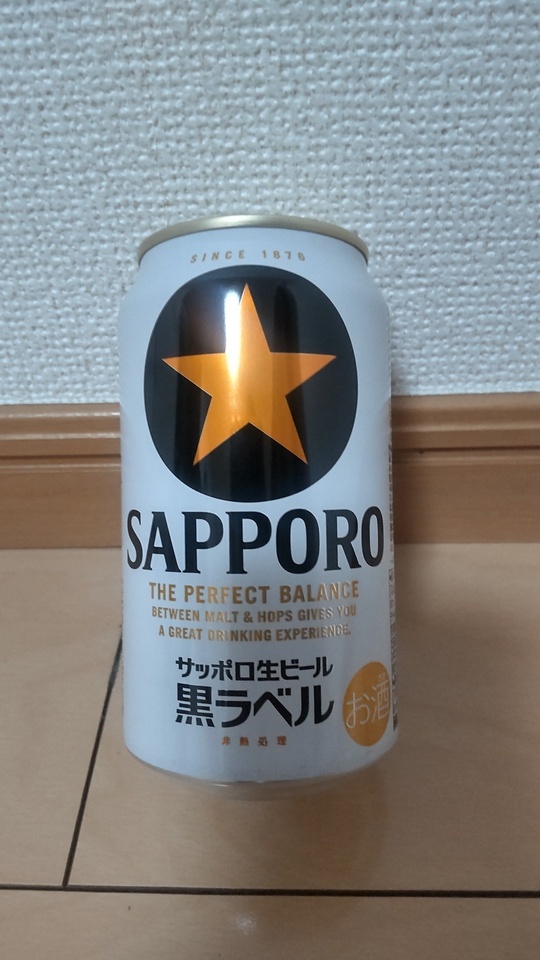 SINCE 1876
SAPPORO
THE PERFECT BALANCE
BETWEEN MALT & HOPS GIVES YOU
A GREAT DRINKING EXPERIENCE.
サッポロ生ビール
黒ラベル
お酒
非熱処理